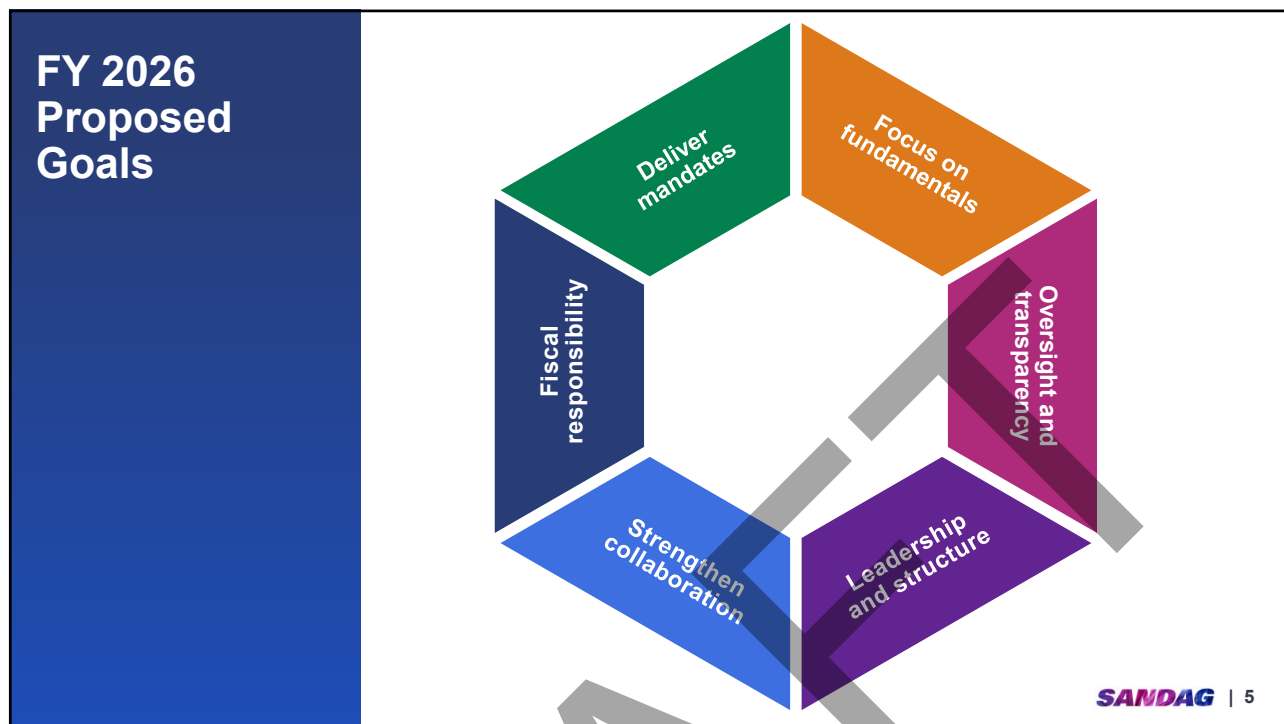 FY 2026
Proposed
Goals
Deliver
mandates
Focus on
fundamentals
Oversight and
transparency
Leadership
and structure
Strengthen
collaboration
Fiscal
responsibility
SANDAG | 5